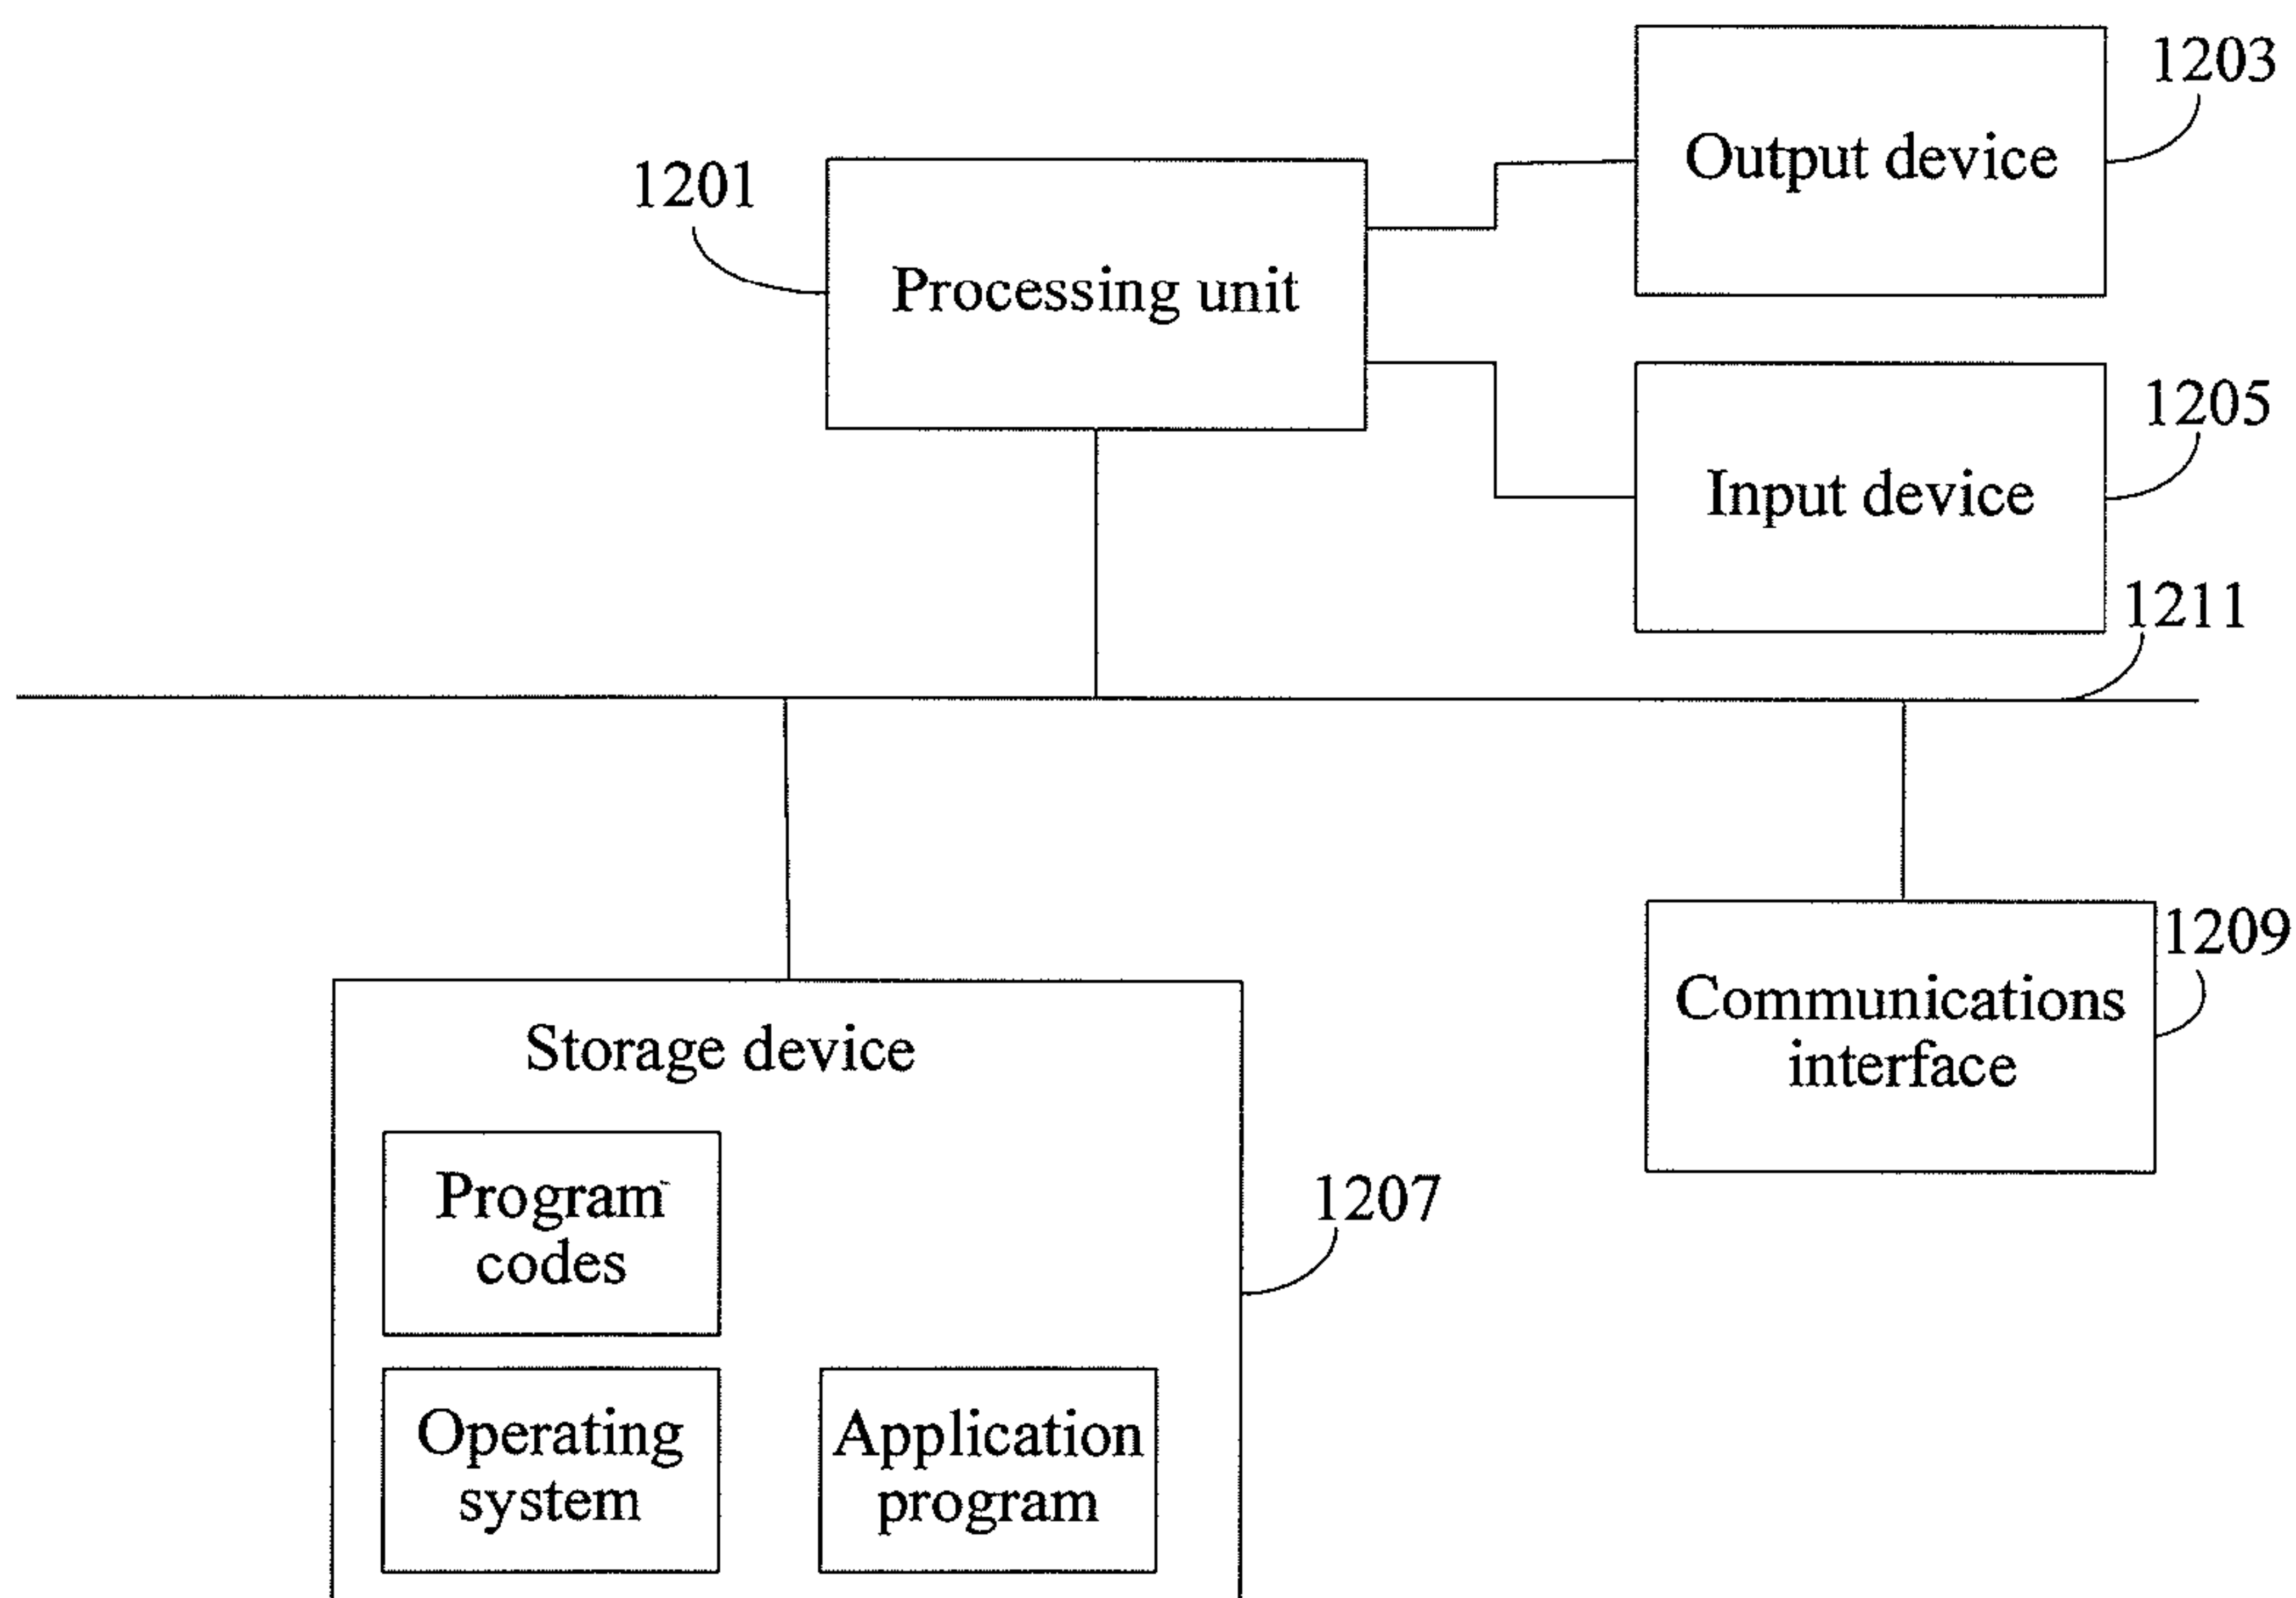 1203
Output device
1201
Processing unit
1205
Input device
1211
1209
Communications
interface
Storage device
Program
codes
1207
Operating
system
Application
program